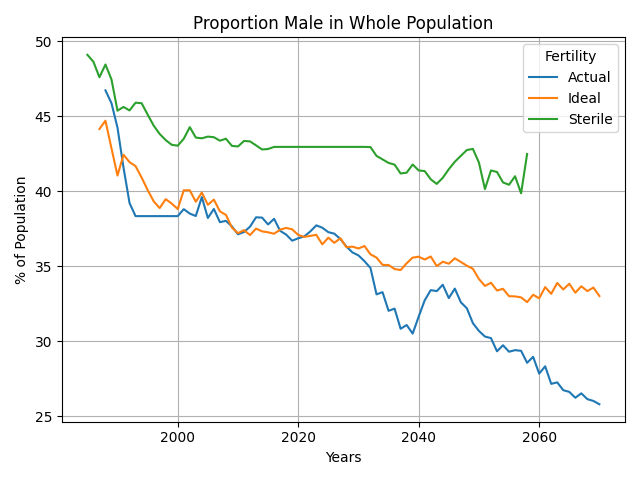 Proportion Male in Whole Population
50
45
40
35
30
25
% of Population
2000
2020
2040
2060
Years
Fertility
Actual
Ideal
Sterile